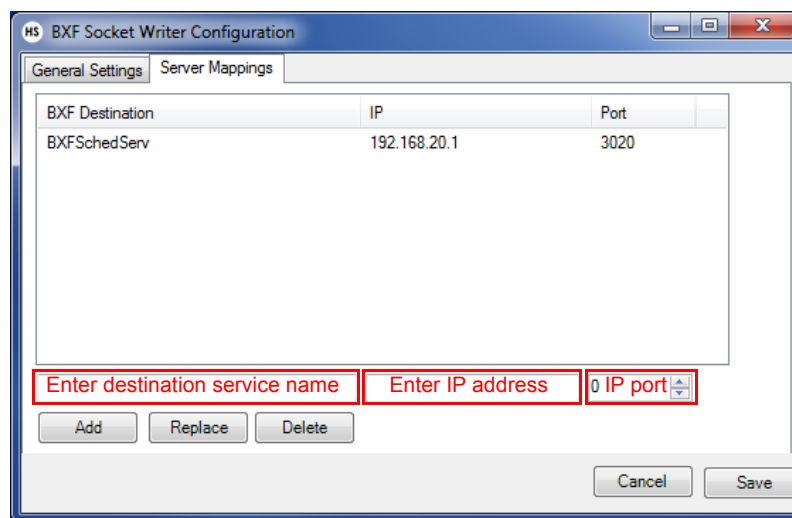 HS BXF Socket Writer Configuration
General Settings Server Mappings
BXF Destination IP Port
BXFSchedServ 192.168.20.1 3020
Enter destination service name Enter IP address 0 IP port
Add Replace Delete
Cancel Save